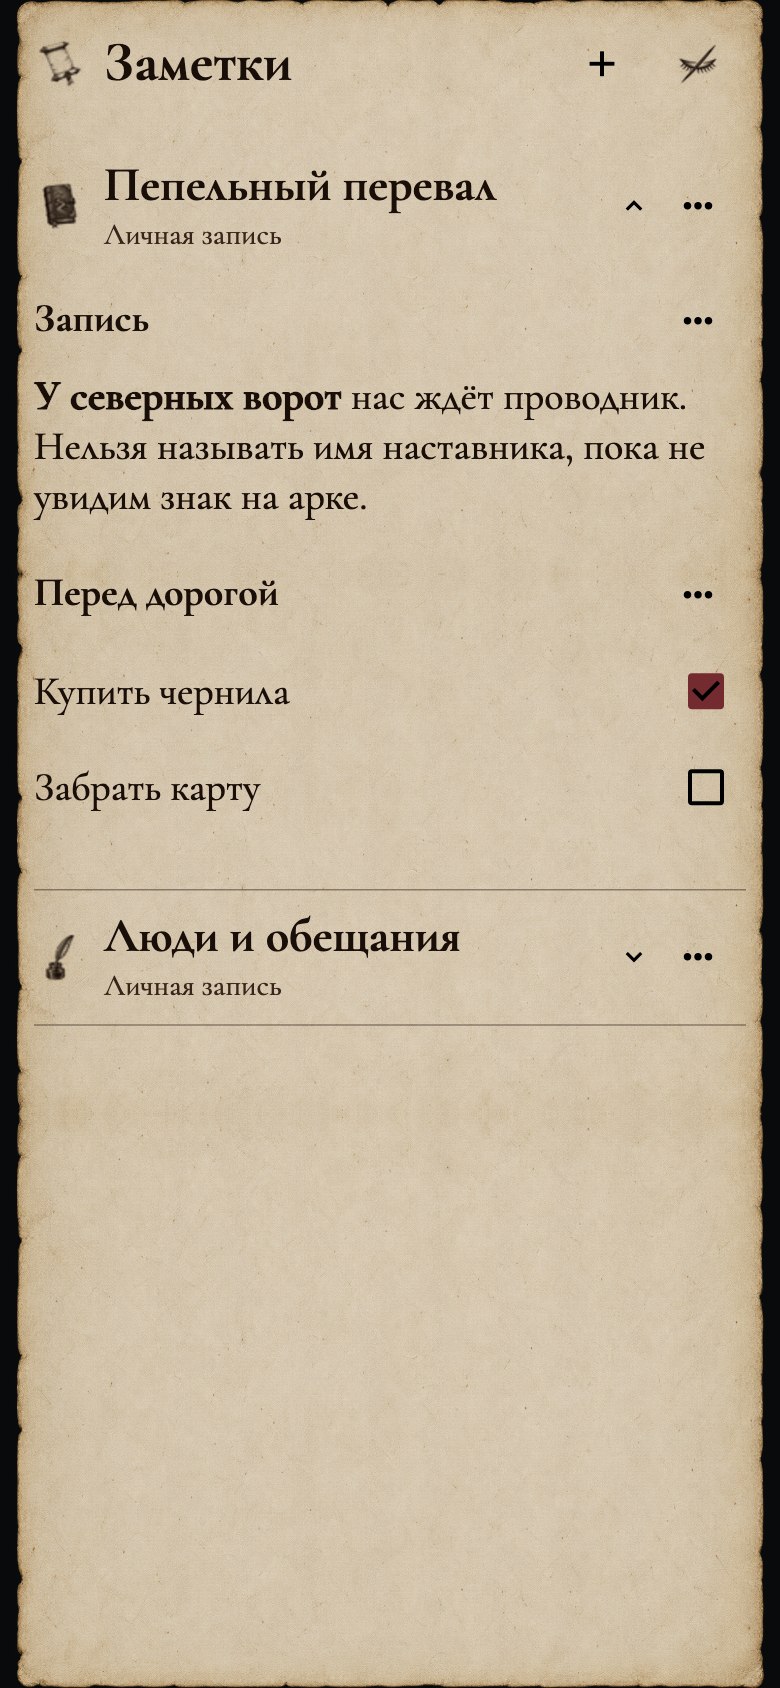 Заметки
Пепельный перевал
Личная запись
Запись
У северных ворот нас ждёт проводник.
Нельзя называть имя наставника, пока не
увидим знак на арке.
Перед дорогой
Купить чернила
Забрать карту
Люди и обещания
Личная запись